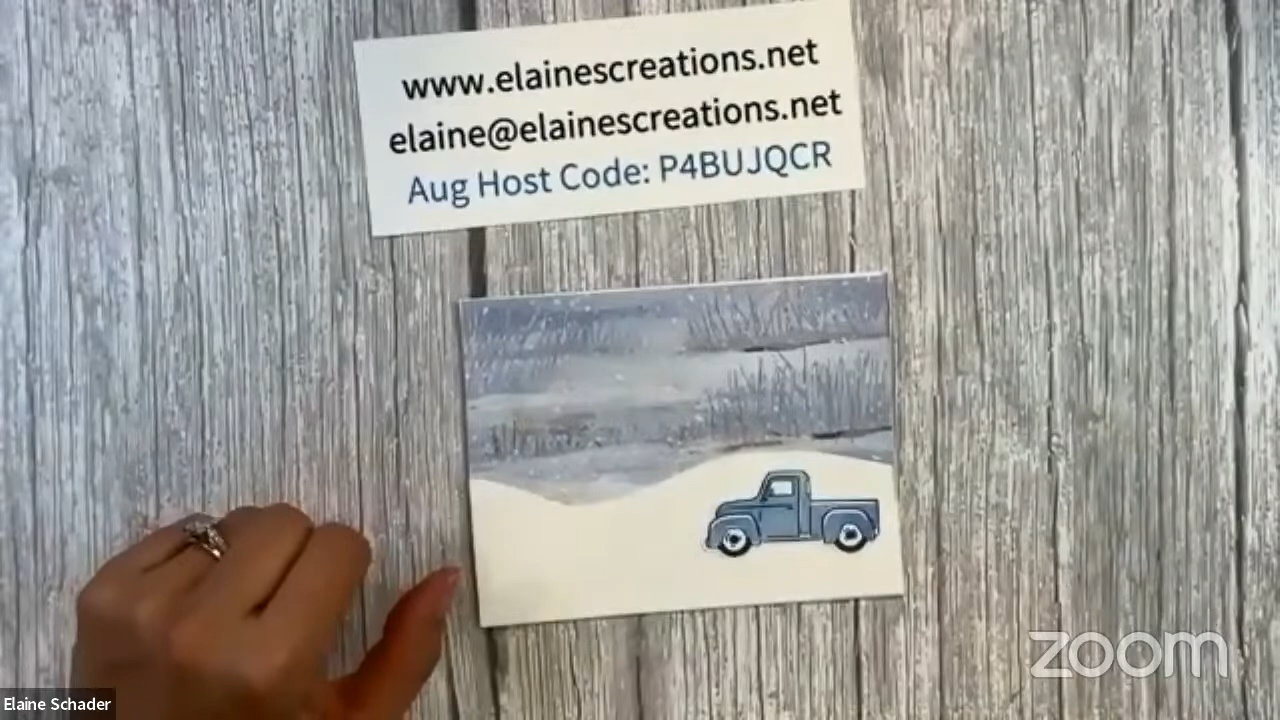 www.elainescreations.net
elaine@elainescreations.net
Aug Host Code: P4BUJQCR
zoom
Elaine Schader